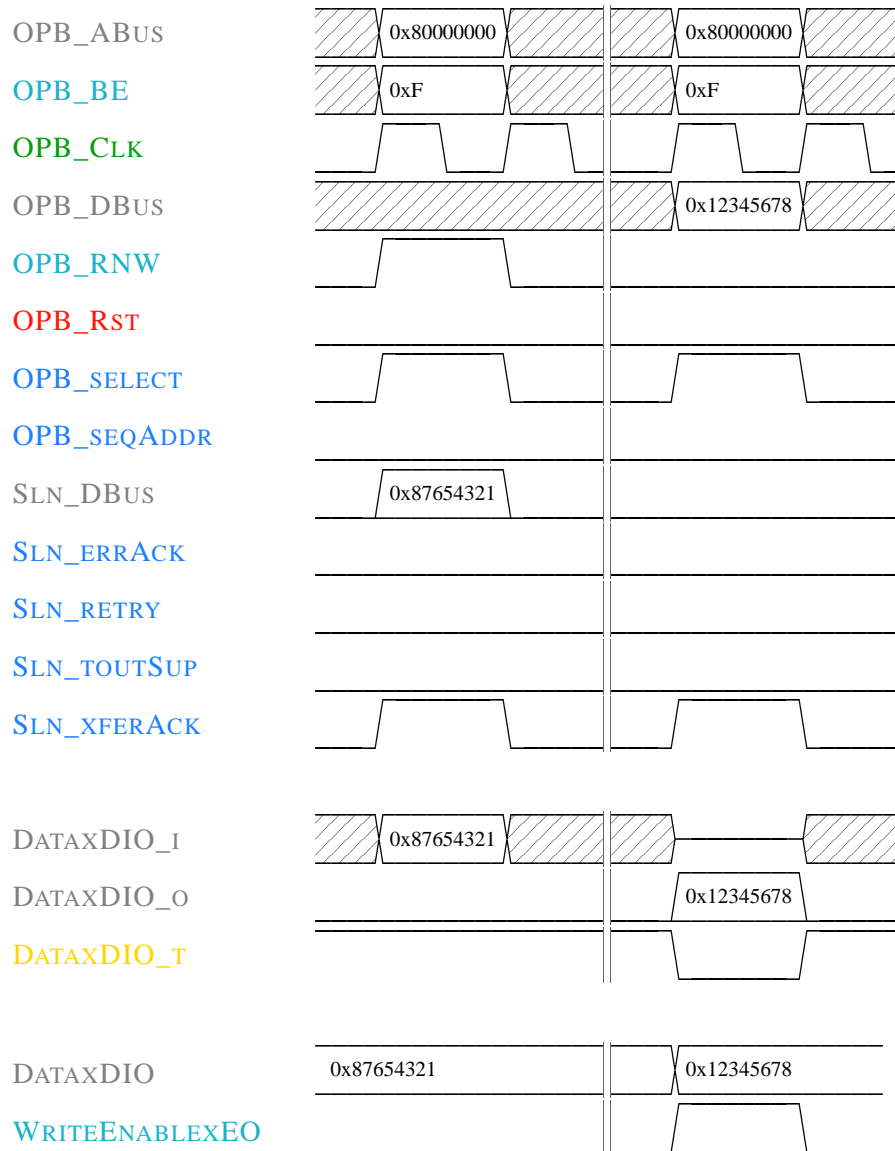 OPB_ABUS 0x80000000 0x80000000
OPB_BE 0xF 0xF
OPB_CLK
OPB_DBUS 0x12345678
OPB_RNW
OPB_RST
OPB_SELECT
OPB_SEQADDR
SLN_DBUS 0x87654321
SLN_ERRACK
SLN_RETRY
SLN_TOUTSUP
SLN_XFERACK
DATAXDIO_I 0x87654321
DATAXDIO_O 0x12345678
DATAXDIO_T
DATAXDIO 0x87654321 0x12345678
WRITEENABLEXEO